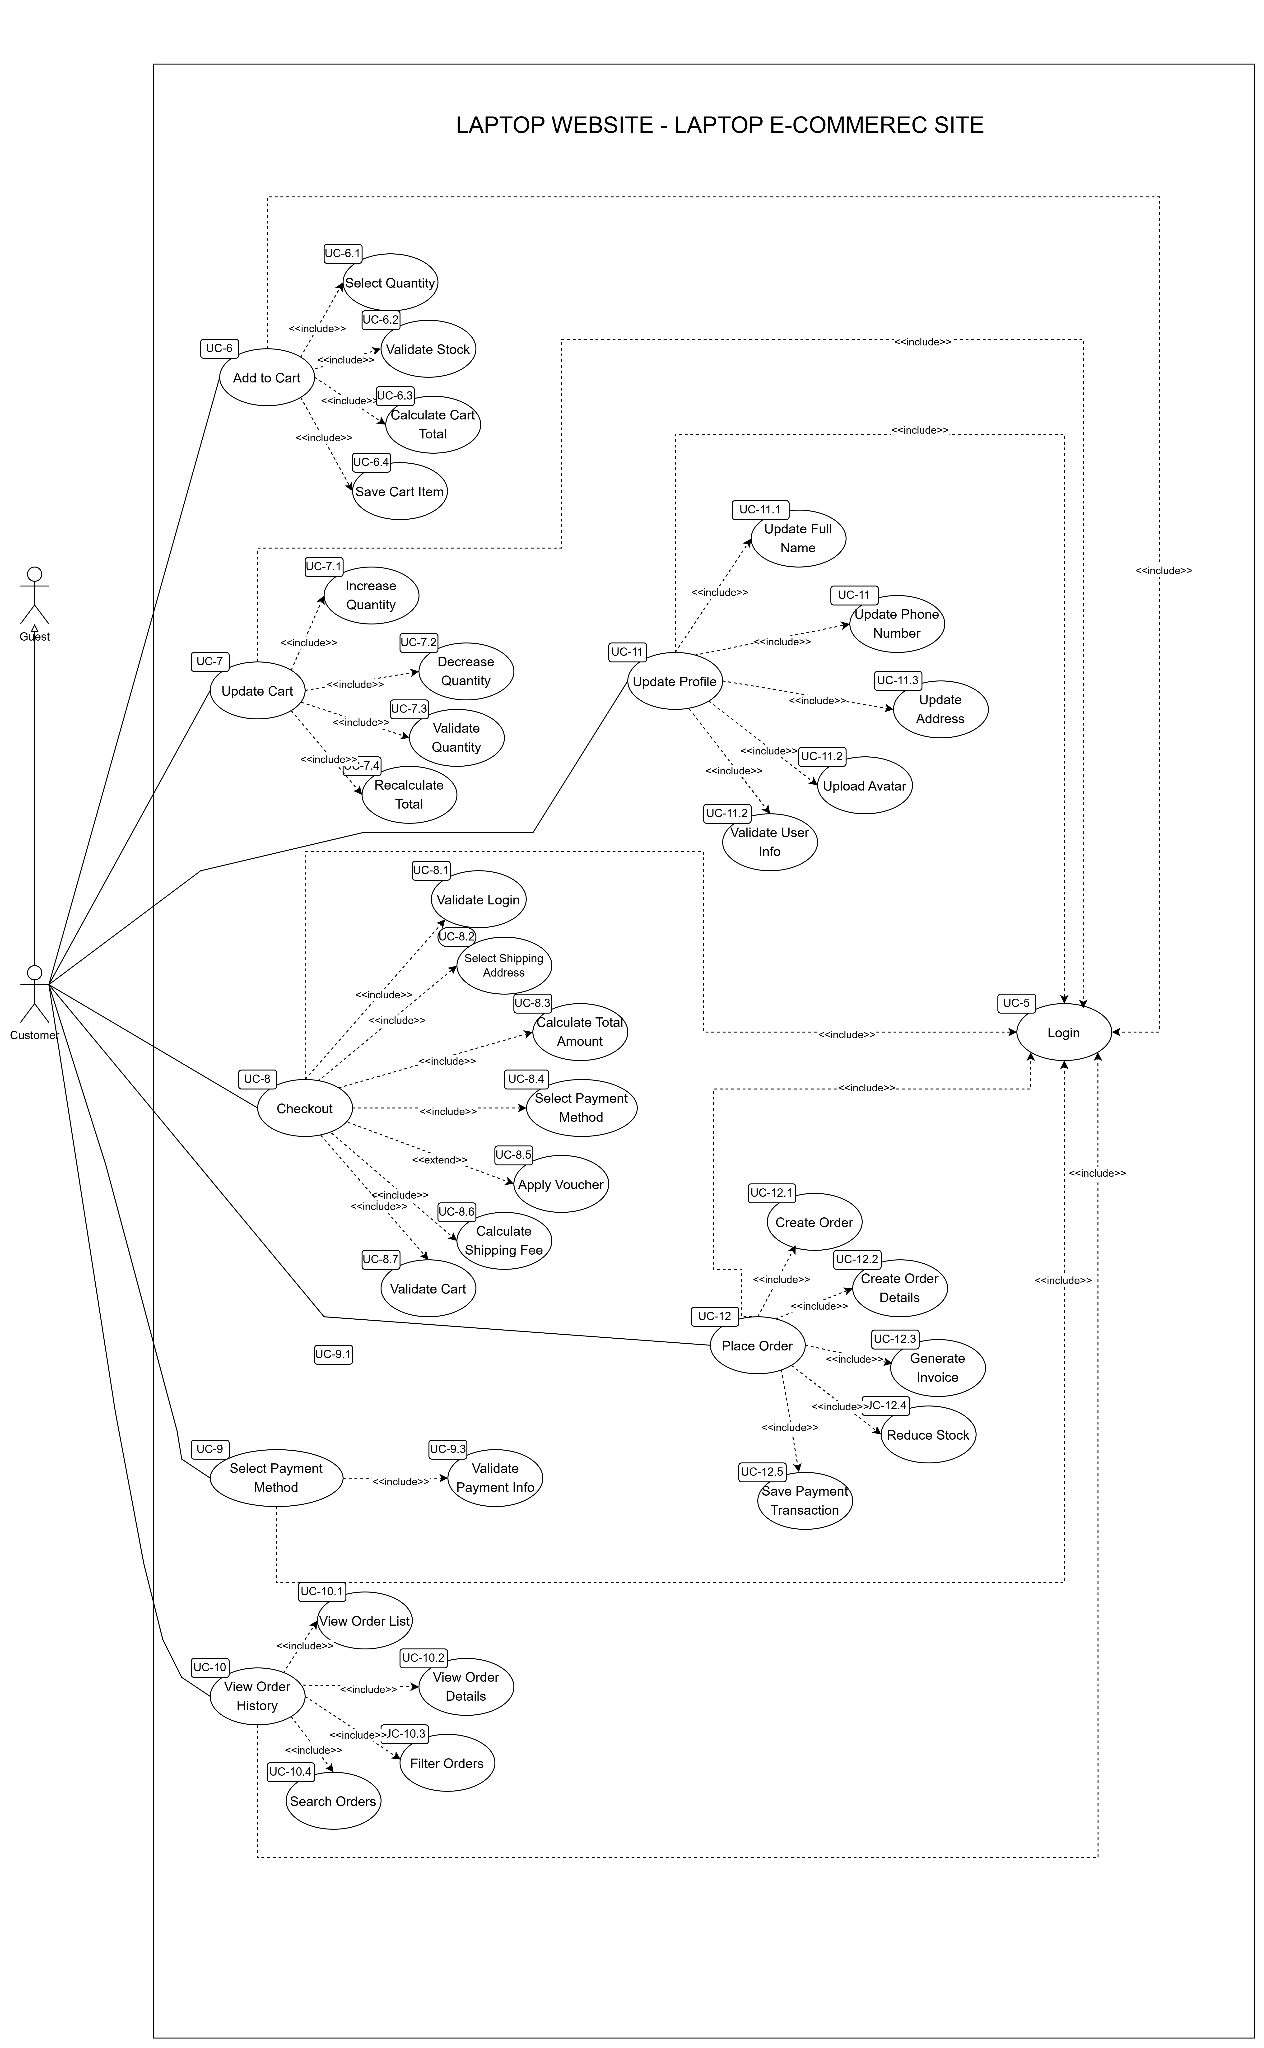 LAPTOP WEBSITE - LAPTOP E-COMMEREC SITE
UC-6.1
Select Quantity
<<include>>
UC-6.2
Validate Stock
<<include>>
UC-6
Add to Cart
UC-6.3
<<include>>
Calculate Cart
Total
<<include>>
UC-6.4
Save Cart Item
<<include>>
<<include>>
<<include>>
Guest
UC-7.1
Increase
Quantity
<<include>>
UC-7.2
Decrease
Quantity
UC-7
Update Cart
<<include>>
UC-7.3
Validate
Quantity
<<include>>
<<include>>
UC-7.4
Recalculate
Total
UC-11.1
Update Full
Name
<<include>>
UC-11
Update Phone
Number
<<include>>
UC-11
Update Profile
UC-11.3
Update
Address
<<include>>
<<include>>
UC-11.2
Upload Avatar
<<include>>
UC-11.2
Validate User
Info
Customer
UC-8.1
Validate Login
UC-8.2
Select Shipping
Address
<<include>>
<<include>>
UC-8.3
Calculate Total
Amount
<<include>>
<<include>>
UC-5
Login
UC-8
Checkout
UC-8.4
Select Payment
Method
<<include>>
<<include>>
UC-8.5
<<extend>>
Apply Voucher
<<include>>
<<include>>
UC-8.6
Calculate
Shipping Fee
UC-8.7
Validate Cart
<<include>>
<<include>>
UC-12.1
Create Order
<<include>>
UC-12.2
Create Order
Details
<<include>>
UC-12
Place Order
UC-12.3
<<include>>
Generate
Invoice
<<include>>
UC-12.4
Reduce Stock
<<include>>
UC-12.5
Save Payment
Transaction
UC-9.1
UC-9
Select Payment
Method
UC-9.3
Validate
Payment Info
<<include>>
UC-10.1
View Order List
<<include>>
UC-10.2
View Order
Details
UC-10
View Order
History
<<include>>
<<include>>
UC-10.3
Filter Orders
<<include>>
UC-10.4
Search Orders